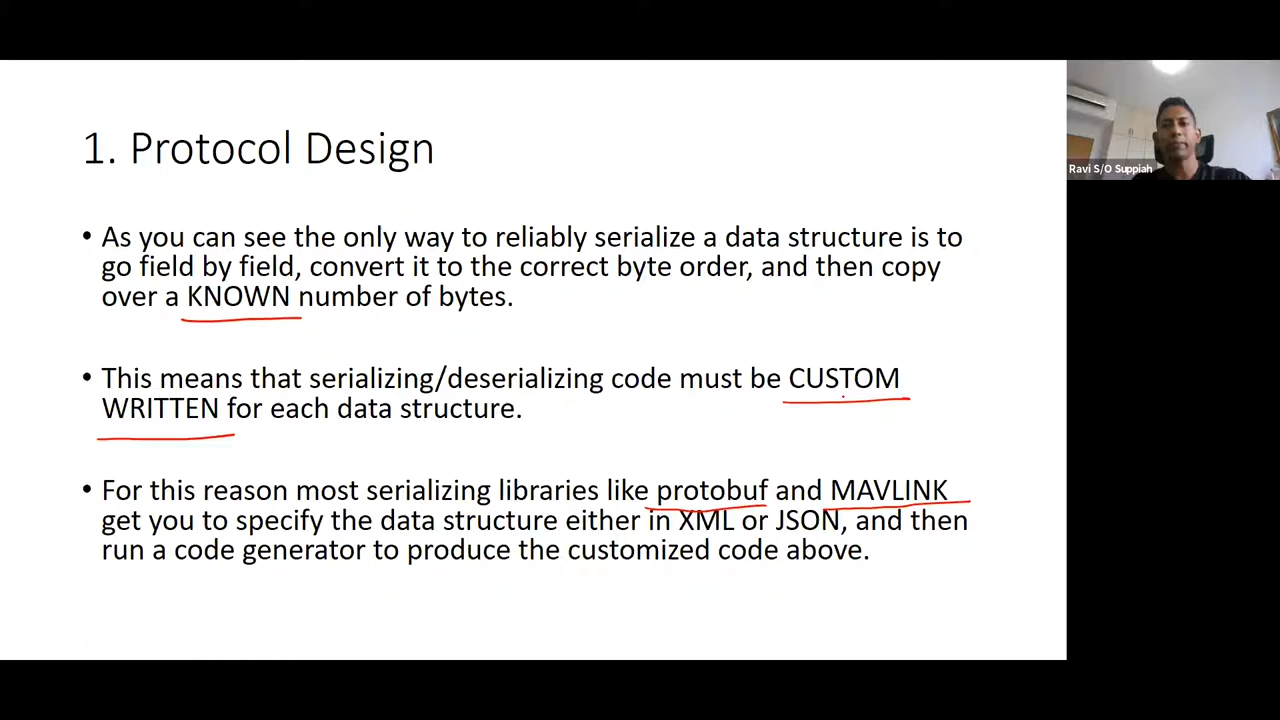 1. Protocol Design
• As you can see the only way to reliably serialize a data structure is to
go field by field, convert it to the correct byte order, and then copy
over a KNOWN number of bytes.
• This means that serializing/deserializing code must be CUSTOM
WRITTEN for each data structure.
• For this reason most serializing libraries like protobuf and MAVLINK
get you to specify the data structure either in XML or JSON, and then
run a code generator to produce the customized code above.
Ravi S/O Suppiah